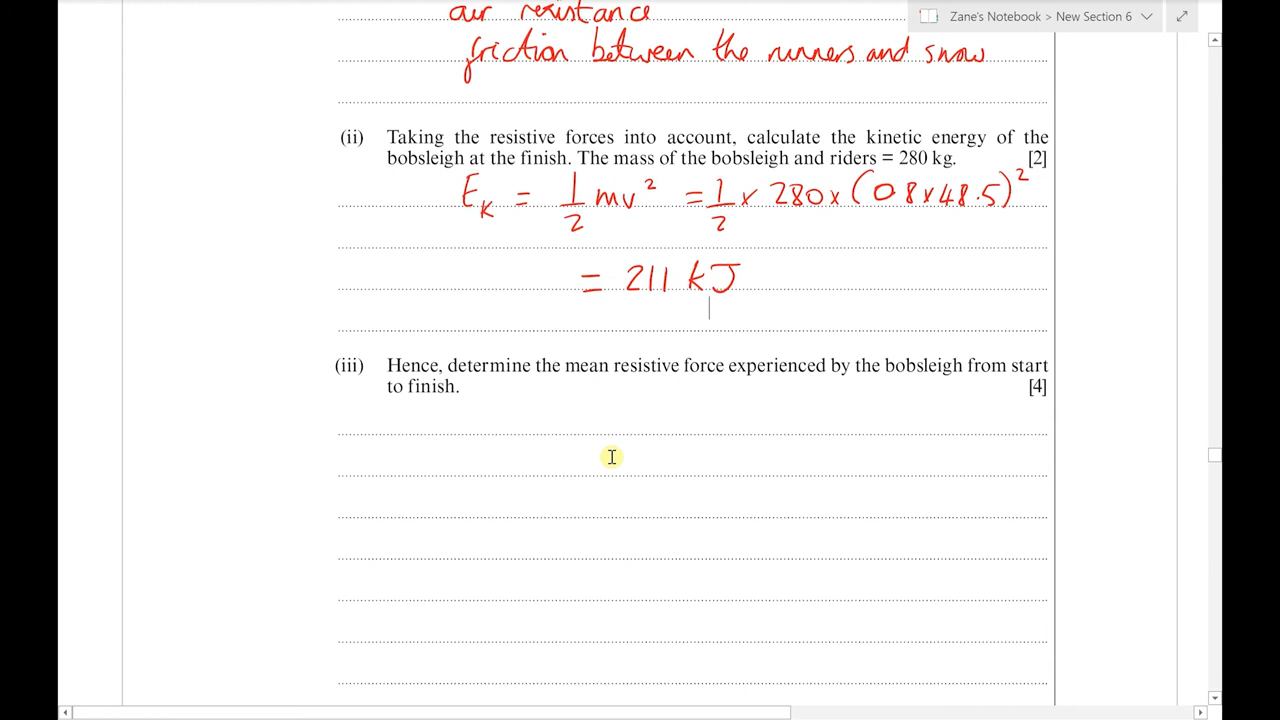 air resistance
Zane's Notebook > New Section 6
friction between the runners and snow
(ii) Taking the resistive forces into account, calculate the kinetic energy of the
bobsleigh at the finish. The mass of the bobsleigh and riders = 280 kg. [2]
E_K = 1/2 mv² = 1/2 × 280 × (0.8 × 48.5)²
= 211 kJ
(iii) Hence, determine the mean resistive force experienced by the bobsleigh from start
to finish. [4]